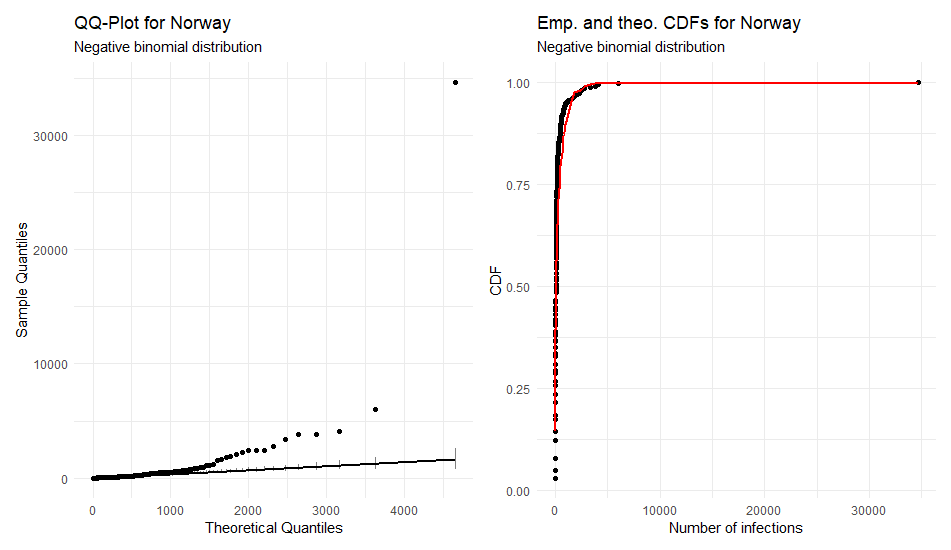 QQ-Plot for Norway
Negative binomial distribution
Sample Quantiles
30000
20000
10000
0
0 1000 2000 3000 4000
Theoretical Quantiles
Emp. and theo. CDFs for Norway
Negative binomial distribution
CDF
1.00
0.75
0.50
0.25
0.00
0 10000 20000 30000
Number of infections